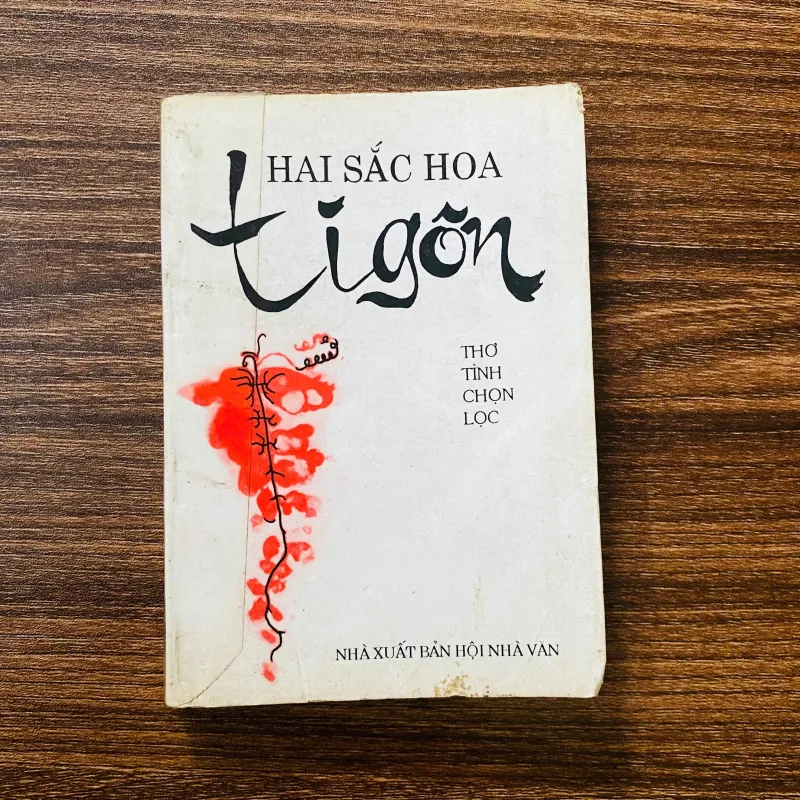 HAI SẮC HOA
tigôn
THƠ
TÌNH
CHỌN
LỌC
NHÀ XUẤT BẢN HỘI NHÀ VĂN